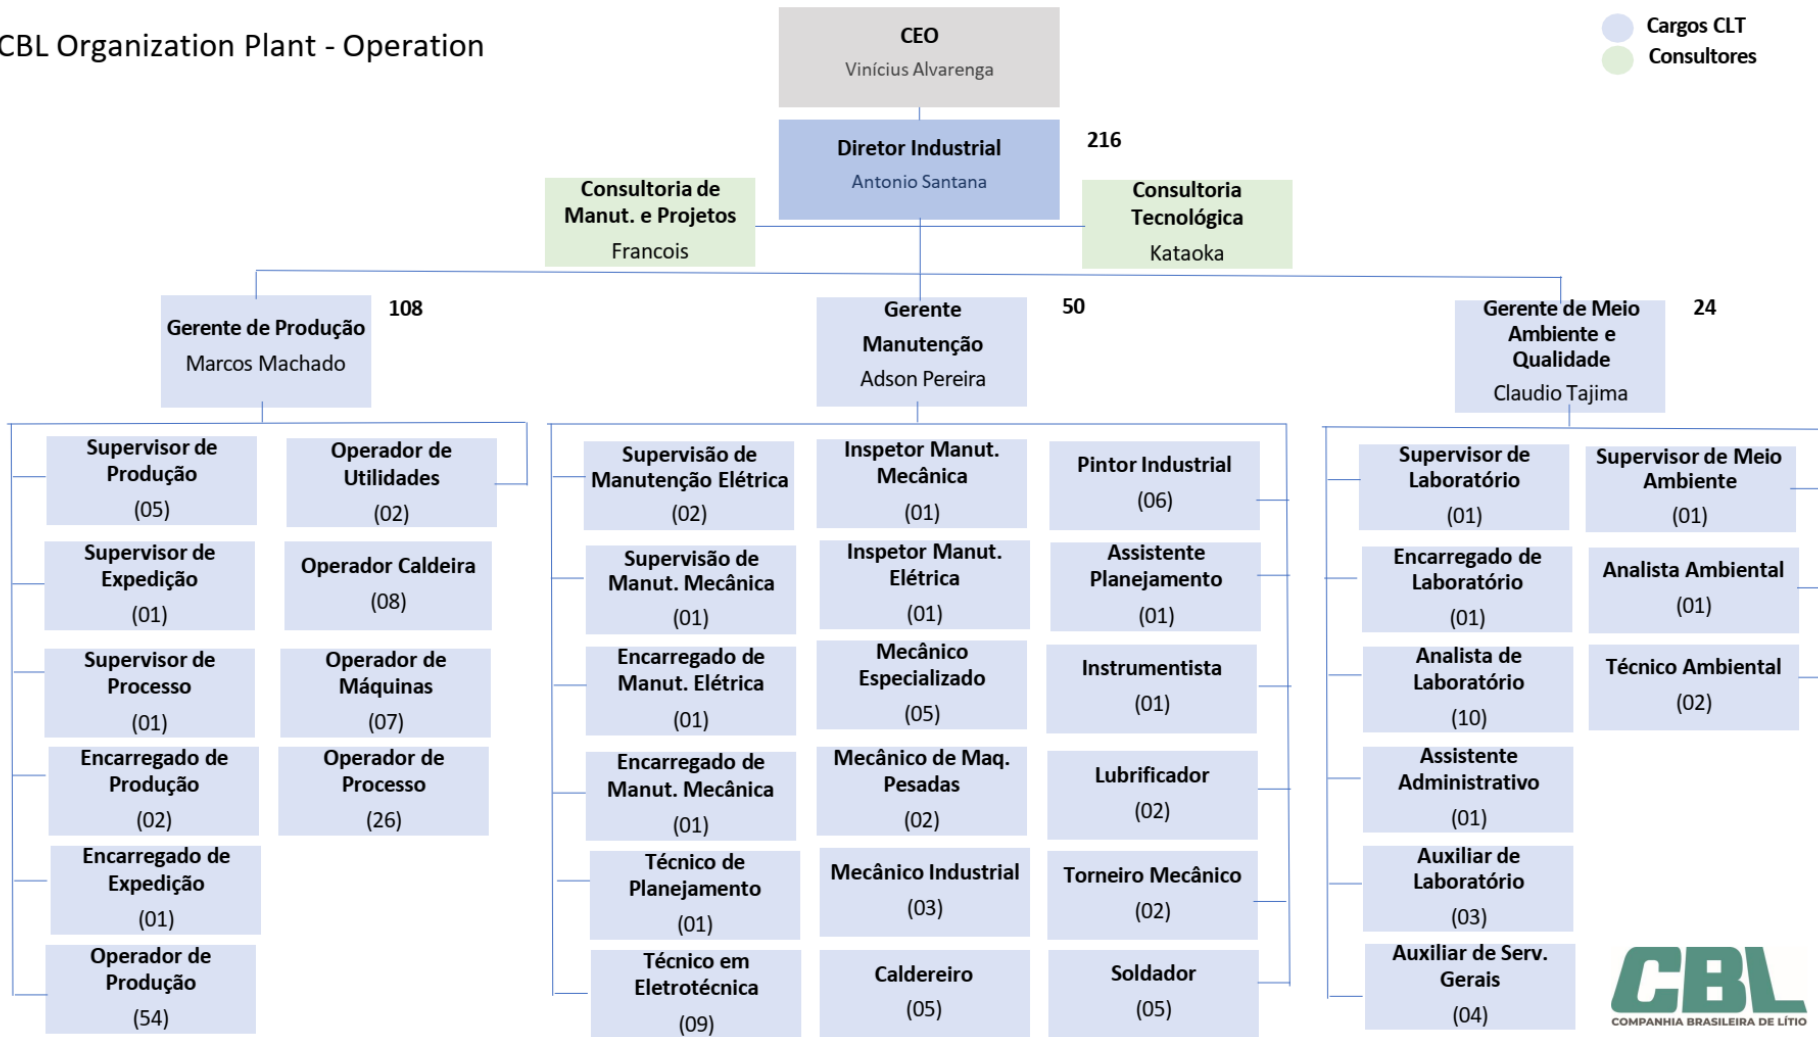 CBL Organization Plant - Operation
CEO
Vinícius Alvarenga
Cargos CLT
Consultores
Diretor Industrial
Antonio Santana
216
Consultoria de
Manut. e Projetos
Francois
Consultoria
Tecnológica
Kataoka
Gerente de Produção
Marcos Machado
108
Gerente
Manutenção
Adson Pereira
50
Gerente de Meio
Ambiente e
Qualidade
Claudio Tajima
24
Supervisor de
Produção
(05)
Supervisor de
Expedição
(01)
Supervisor de
Processo
(01)
Encarregado de
Produção
(02)
Encarregado de
Expedição
(01)
Operador de
Produção
(54)
Operador de
Utilidades
(02)
Operador Caldeira
(08)
Operador de
Máquinas
(07)
Operador de
Processo
(26)
Supervisão de
Manutenção Elétrica
(02)
Supervisão de
Manut. Mecânica
(01)
Encarregado de
Manut. Elétrica
(01)
Encarregado de
Manut. Mecânica
(01)
Técnico de
Planejamento
(01)
Técnico em
Eletrotécnica
(09)
Inspetor Manut.
Mecânica
(01)
Inspetor Manut.
Elétrica
(01)
Mecânico
Especializado
(05)
Mecânico de Maq.
Pesadas
(02)
Mecânico Industrial
(03)
Caldereiro
(05)
Pintor Industrial
(06)
Assistente
Planejamento
(01)
Instrumentista
(01)
Lubrificador
(02)
Torneiro Mecânico
(02)
Soldador
(05)
Supervisor de
Laboratório
(01)
Encarregado de
Laboratório
(01)
Analista de
Laboratório
(10)
Assistente
Administrativo
(01)
Auxiliar de
Laboratório
(03)
Auxiliar de Serv.
Gerais
(04)
Supervisor de Meio
Ambiente
(01)
Analista Ambiental
(01)
Técnico Ambiental
(02)
CBL
COMPANHIA BRASILEIRA DE LÍTIO